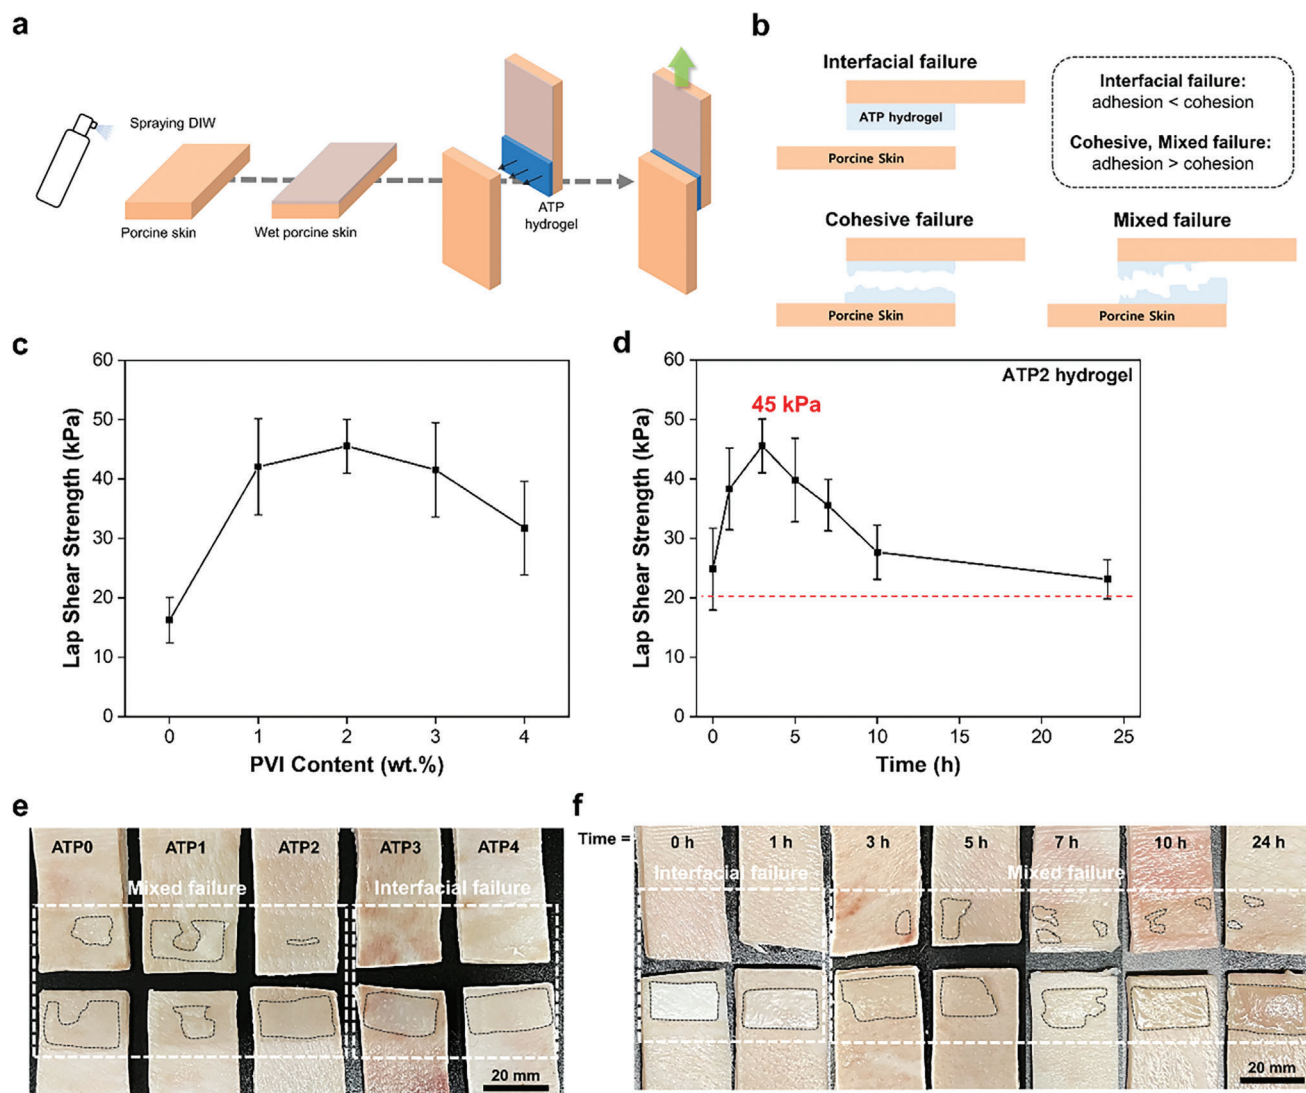 a
Spraying DIW
Porcine skin
Wet porcine skin
ATP
hydrogel
b
Interfacial failure
ATP hydrogel
Porcine Skin
Interfacial failure:
adhesion < cohesion
Cohesive, Mixed failure:
adhesion > cohesion
Cohesive failure
Porcine Skin
Mixed failure
Porcine Skin
c
Lap Shear Strength (kPa)
60
50
40
30
20
10
0
0 1 2 3 4
PVI Content (wt.%)
d
Lap Shear Strength (kPa)
60
50
40
30
20
10
0
ATP2 hydrogel
45 kPa
0 5 10 15 20 25
Time (h)
e
ATP0 ATP1 ATP2 ATP3 ATP4
Mixed failure Interfacial failure
20 mm
f
Time = 0 h 1 h 3 h 5 h 7 h 10 h 24 h
Interfacial failure Mixed failure
20 mm